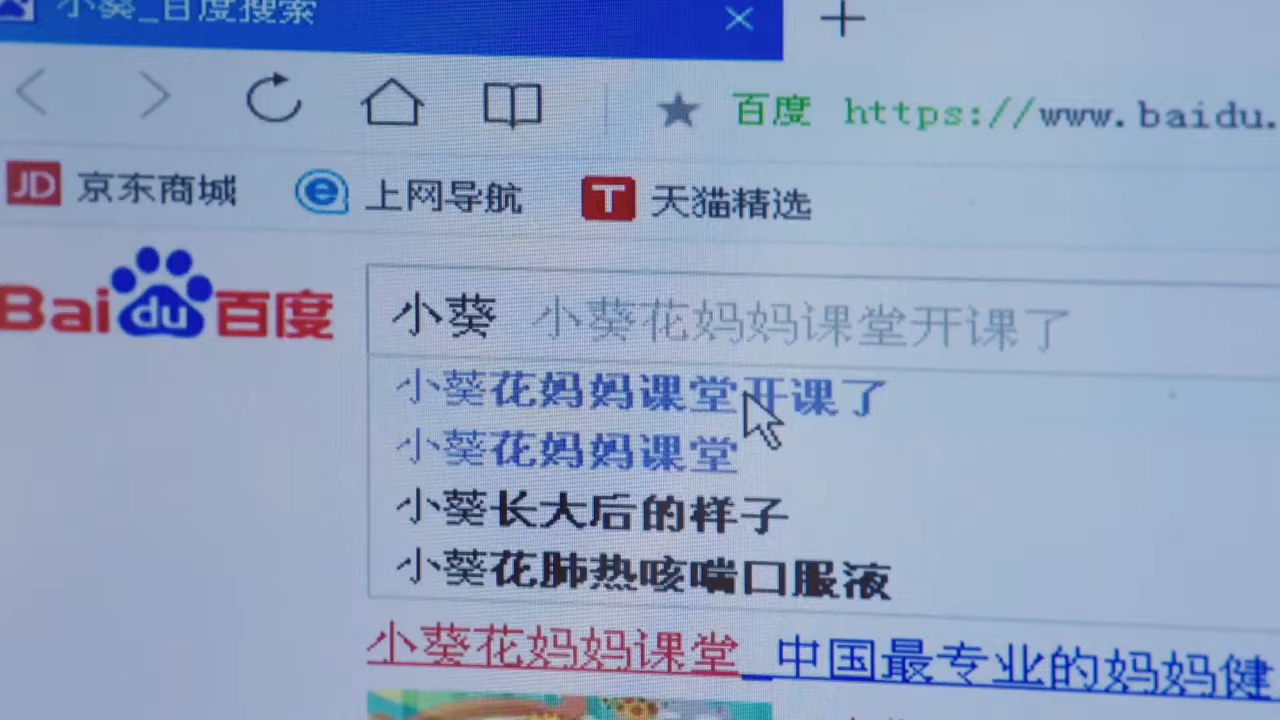 小葵_百度搜索
百度 https://www.baidu.
JD 京东商城 上网导航 T 天猫精选
Bai du 百度
小葵 小葵花妈妈课堂开课了
小葵花妈妈课堂开课了
小葵花妈妈课堂
小葵长大后的样子
小葵花肺热咳喘口服液
小葵花妈妈课堂_中国最专业的妈妈健